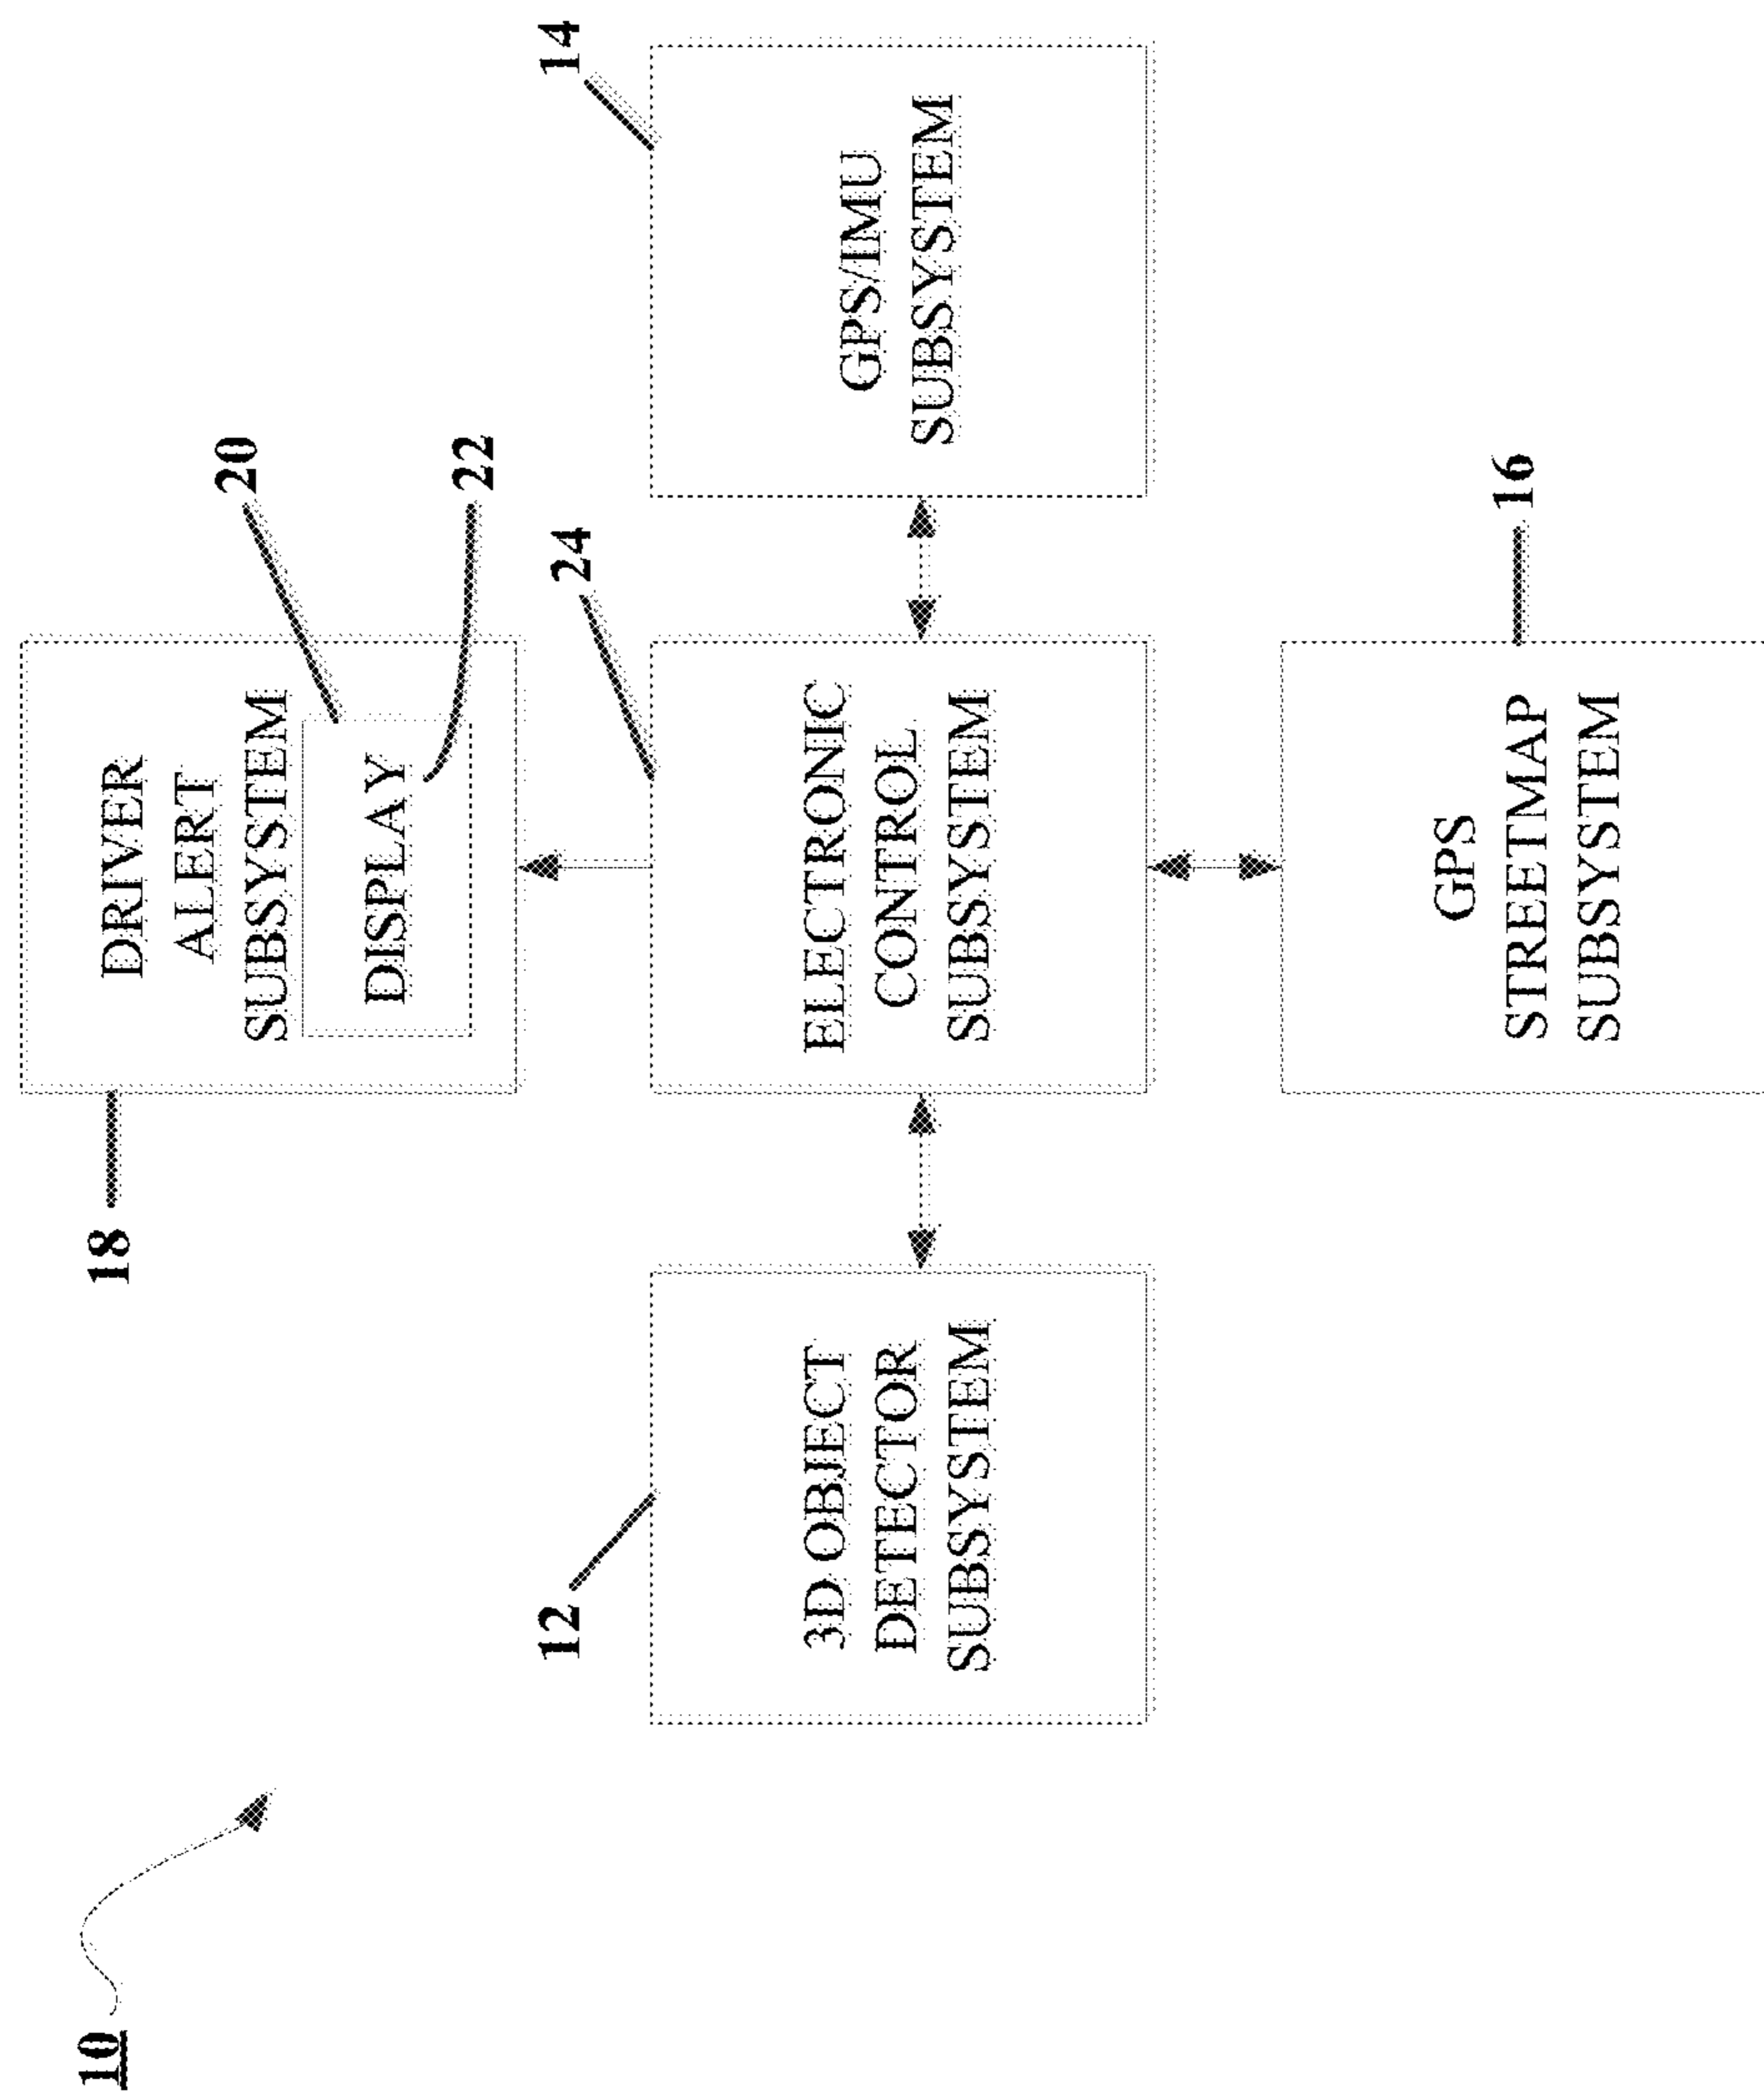 10
18
DRIVER
ALERT
SUBSYSTEM
DISPLAY
20
22
12
3D OBJECT
DETECTOR
SUBSYSTEM
24
ELECTRONIC
CONTROL
SUBSYSTEM
14
GPS/IMU
SUBSYSTEM
GPS
STREETMAP
SUBSYSTEM
16